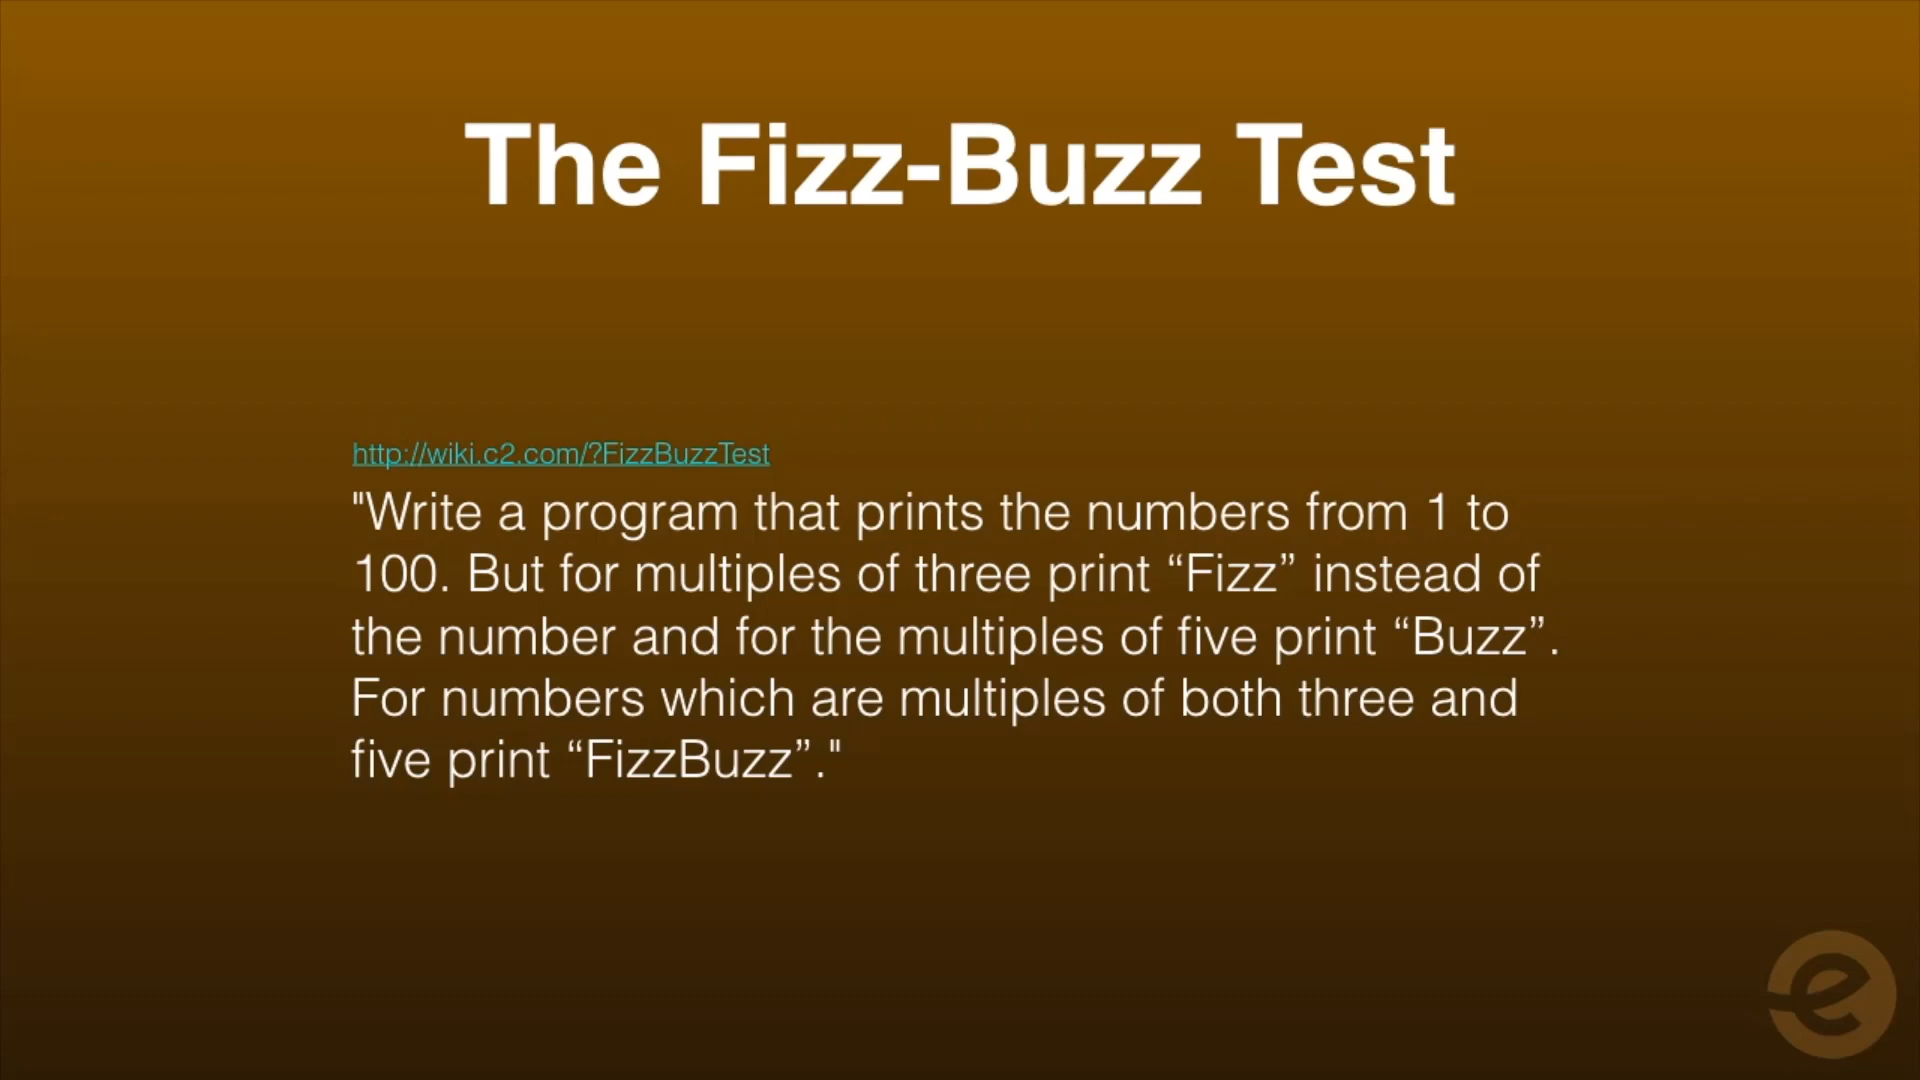 The Fizz-Buzz Test
http://wiki.c2.com/?FizzBuzzTest
"Write a program that prints the numbers from 1 to
100. But for multiples of three print “Fizz” instead of
the number and for the multiples of five print “Buzz”.
For numbers which are multiples of both three and
five print “FizzBuzz”."
e